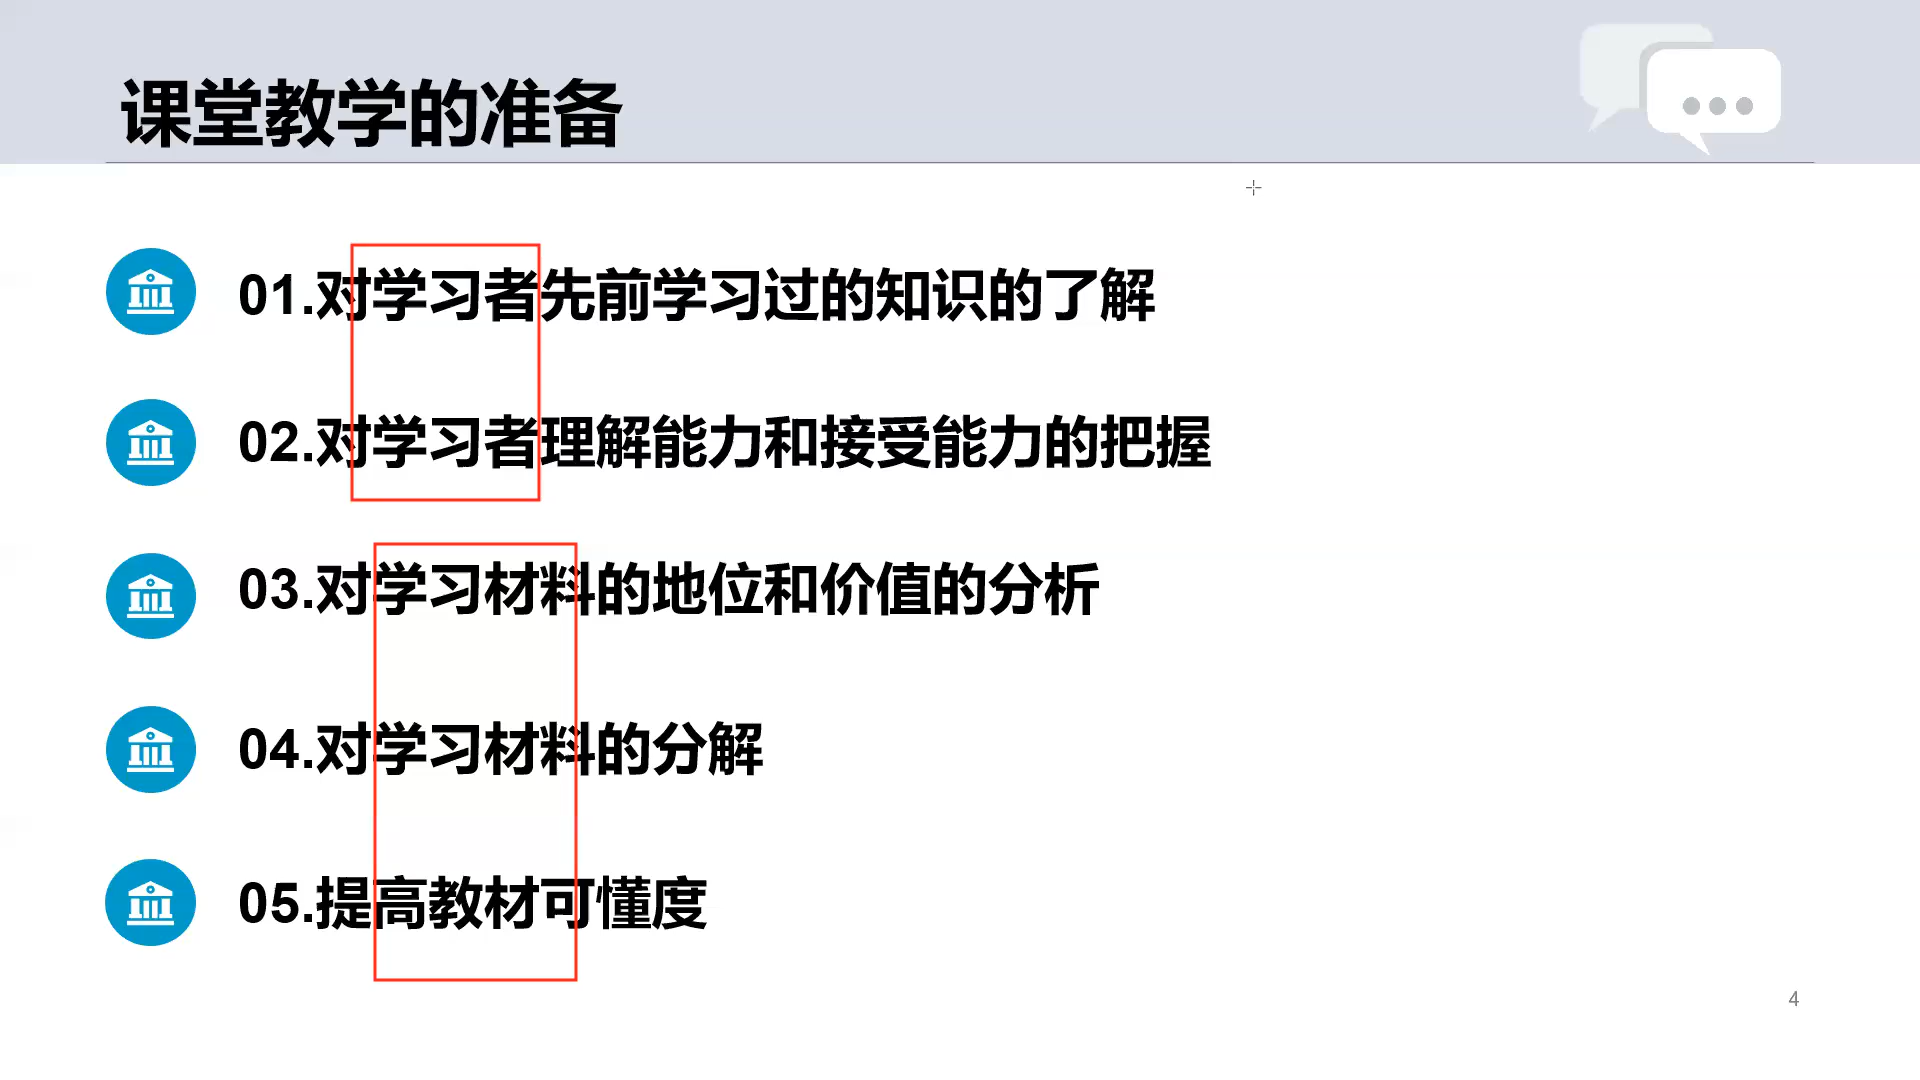 课堂教学的准备
01.对学习者先前学习过的知识的了解
02.对学习者理解能力和接受能力的把握
03.对学习材料的地位和价值的分析
04.对学习材料的分解
05.提高教材可懂度
4